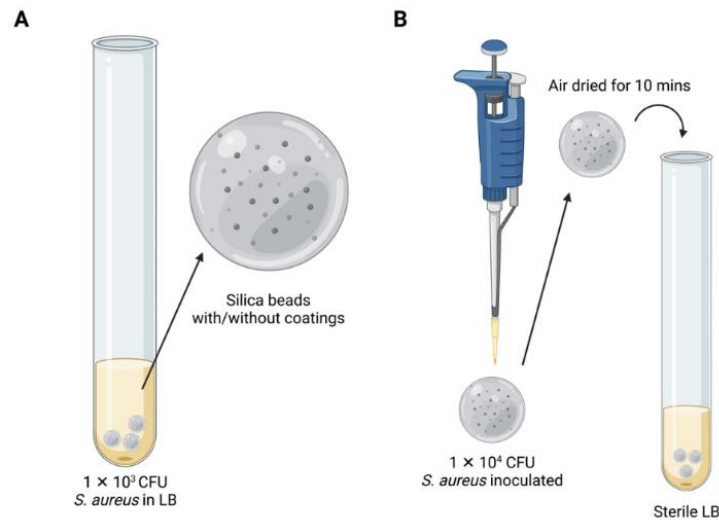 A
Silica beads
with/without coatings
1 × 10³ CFU
S. aureus in LB
B
Air dried for 10 mins
1 × 10⁴ CFU
S. aureus inoculated
Sterile LB